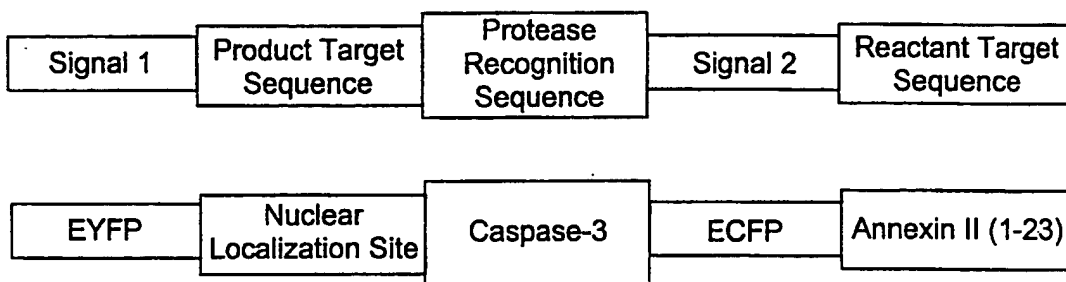 Signal 1
Product Target
Sequence
Protease
Recognition
Sequence
Signal 2
Reactant Target
Sequence
EYFP
Nuclear
Localization Site
Caspase-3
ECFP
Annexin II (1-23)